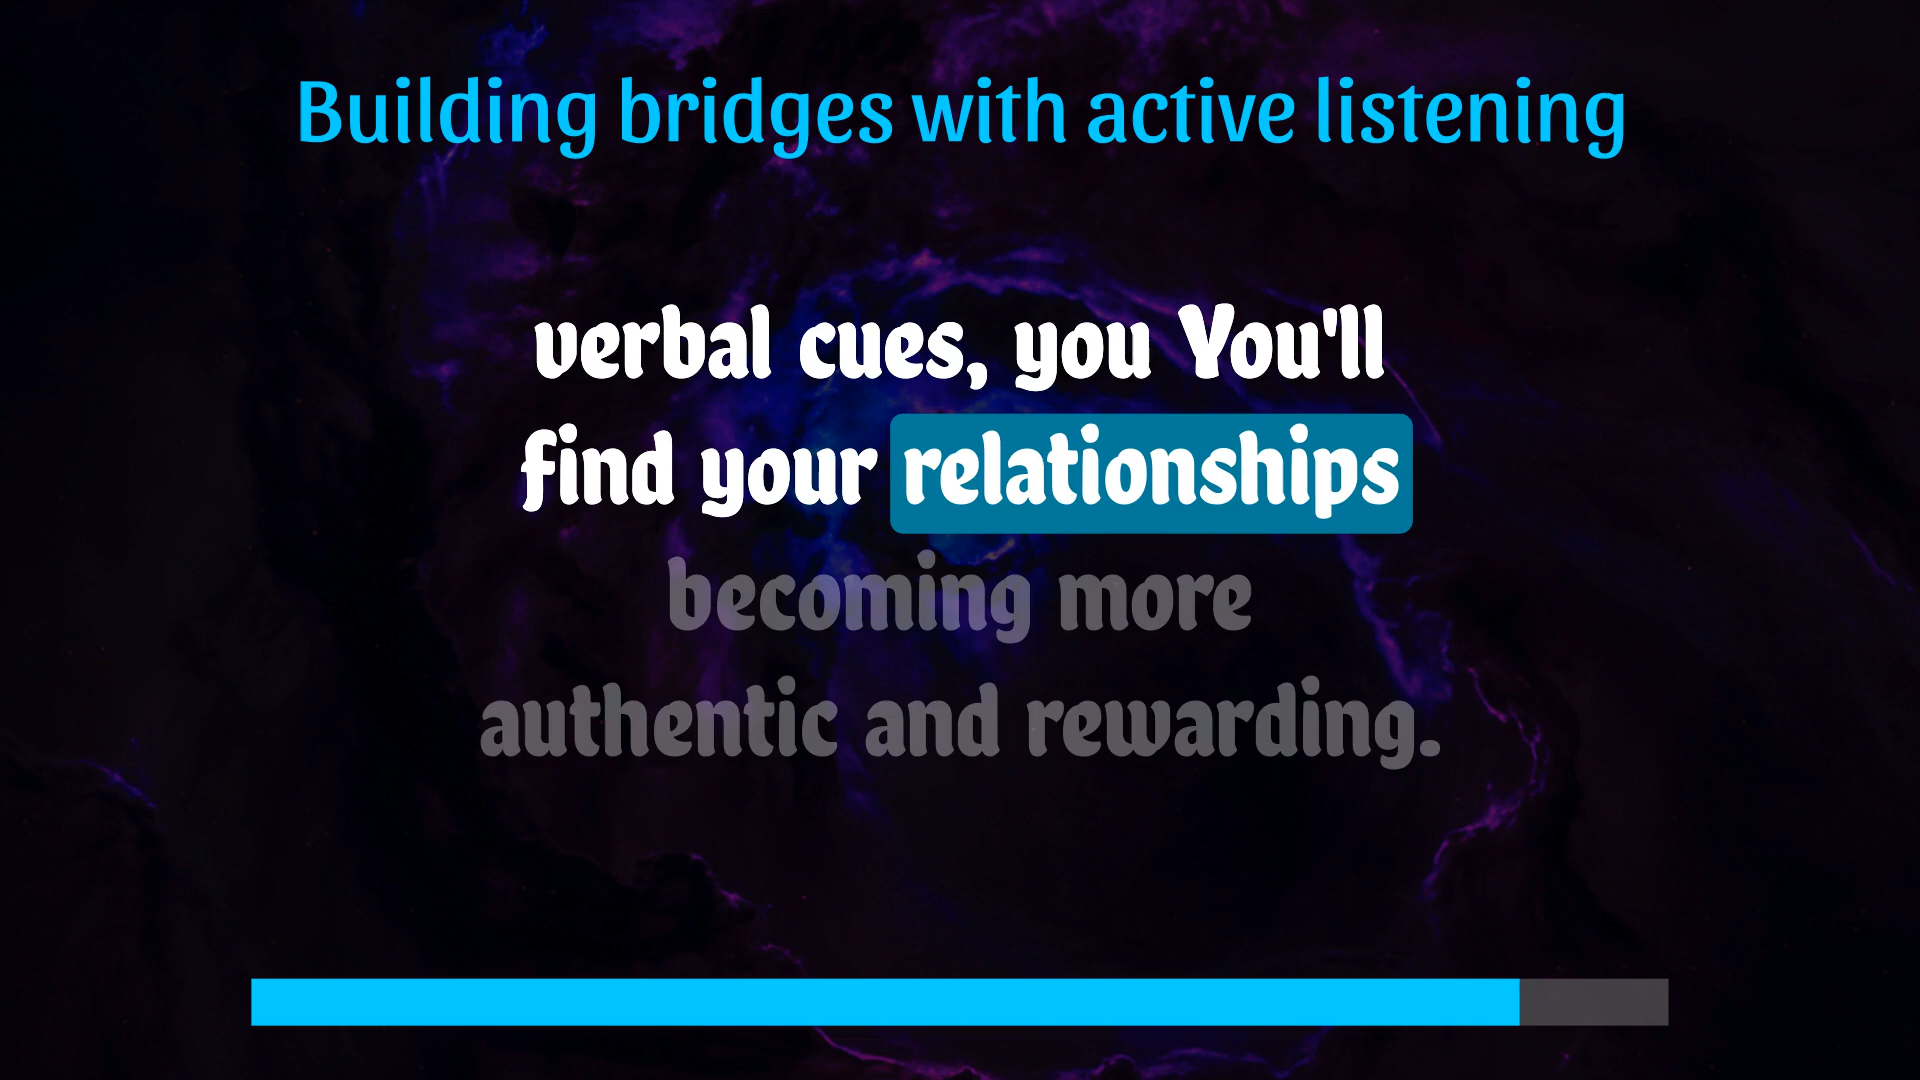 Building bridges with active listening
verbal cues, you You'll
find your relationships
becoming more
authentic and rewarding.